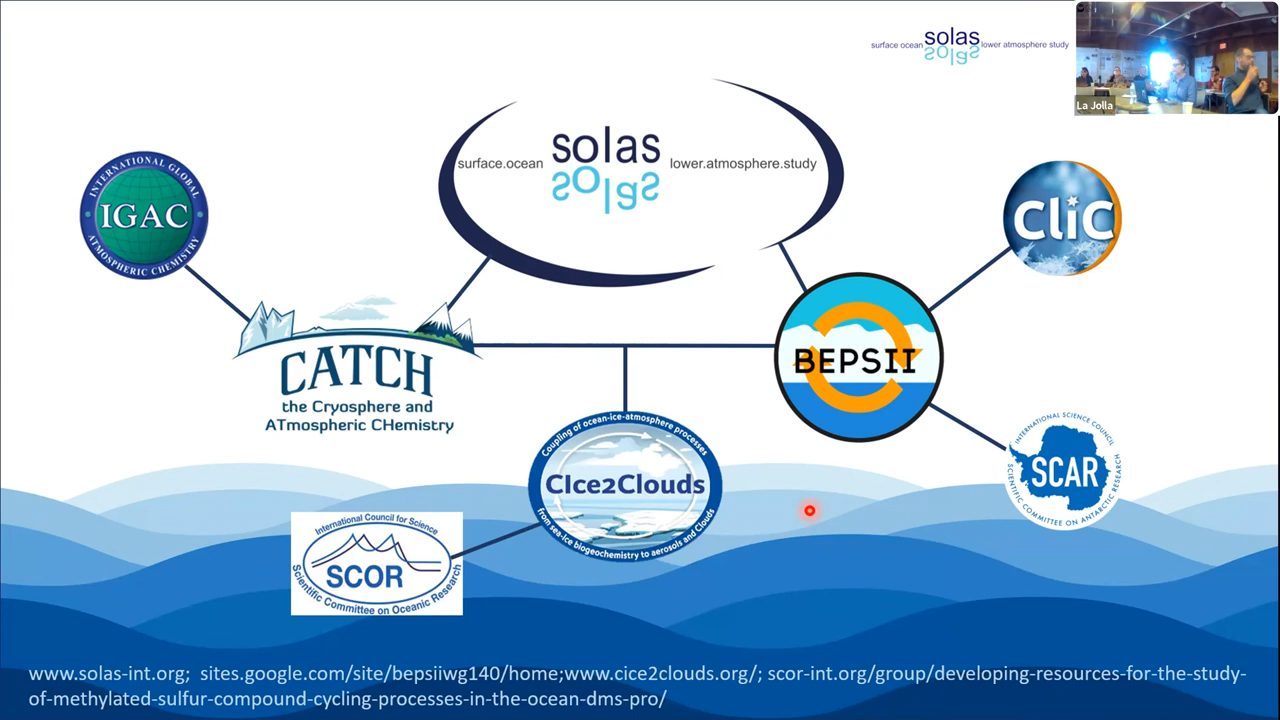 surface ocean solas lower atmosphere study
solas
La Jolla
surface.ocean solas lower.atmosphere.study
solas
INTERNATIONAL GLOBAL
IGAC
ATMOSPHERIC CHEMISTRY
CliC
CATCH
the Cryosphere and
ATmospheric CHemistry
BEPSII
Coupling of ocean-ice-atmosphere processes
CIce2Clouds
from sea-ice biogeochemistry to aerosols and Clouds
INTERNATIONAL SCIENCE COUNCIL
SCAR
SCIENTIFIC COMMITTEE ON ANTARCTIC RESEARCH
International Council for Science
SCOR
Scientific Committee on Oceanic Research
www.solas-int.org; sites.google.com/site/bepsiiwg140/home;www.cice2clouds.org/; scor-int.org/group/developing-resources-for-the-study-
of-methylated-sulfur-compound-cycling-processes-in-the-ocean-dms-pro/